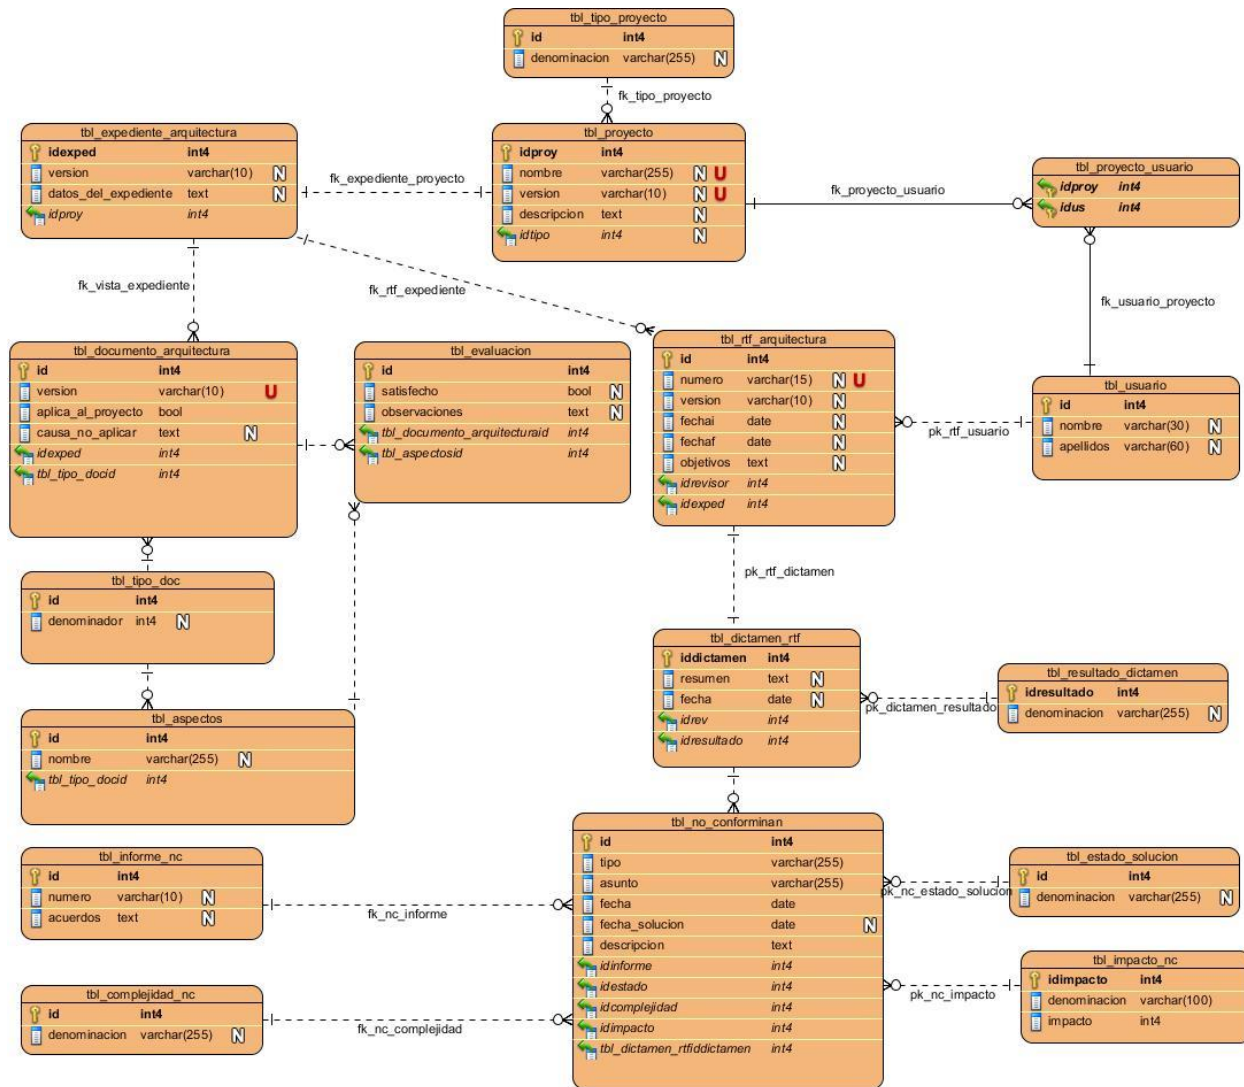 tbl_tipo_proyecto
id int4
denominacion varchar(255) N
fk_tipo_proyecto
tbl_expediente_arquitectura
idexped int4
version varchar(10) N
datos_del_expediente text N
idproy int4
fk_expediente_proyecto
tbl_proyecto
idproy int4
nombre varchar(255) N U
version varchar(10) N U
descripcion text N
idtipo int4 N
fk_proyecto_usuario
tbl_proyecto_usuario
idproy int4
idus int4
fk_vista_expediente
fk_rtf_expediente
fk_usuario_proyecto
tbl_documento_arquitectura
id int4
version varchar(10) U
aplica_al_proyecto bool
causa_no_aplicar text N
idexped int4
tbl_tipo_docid int4
tbl_evaluacion
id int4
satisfecho bool N
observaciones text N
tbl_documento_arquitecturaid int4
tbl_aspectosid int4
tbl_rtf_arquitectura
id int4
numero varchar(15) N U
version varchar(10) N
fechai date N
fechaf date N
objetivos text N
idrevisor int4
idexped int4
pk_rtf_usuario
tbl_usuario
id int4
nombre varchar(30) N
apellidos varchar(60) N
tbl_tipo_doc
id int4
denominador int4 N
pk_rtf_dictamen
tbl_aspectos
id int4
nombre varchar(255) N
tbl_tipo_docid int4
tbl_dictamen_rtf
iddictamen int4
resumen text N
fecha date N
idrev int4
idresultado int4
pk_dictamen_resultado
tbl_resultado_dictamen
idresultado int4
denominacion varchar(255) N
tbl_informe_nc
id int4
numero varchar(10) N
acuerdos text N
fk_nc_informe
tbl_no_conforminan
id int4
tipo varchar(255)
asunto varchar(255)
fecha date
fecha_solucion date N
descripcion text
idinforme int4
idestado int4
idcomplejidad int4
idimpacto int4
tbl_dictamen_rtfiddictamen int4
pk_nc_estado_solucion
tbl_estado_solucion
id int4
denominacion varchar(255) N
tbl_complejidad_nc
id int4
denominacion varchar(255) N
fk_nc_complejidad
pk_nc_impacto
tbl_impacto_nc
idimpacto int4
denominacion varchar(100)
impacto int4